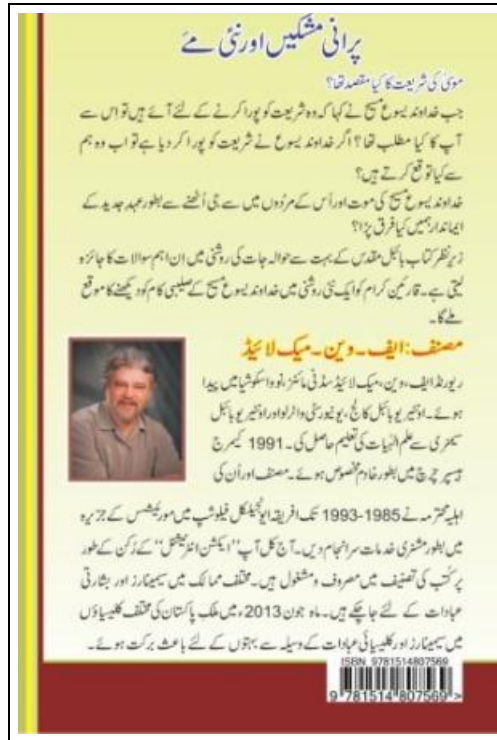 پرانی مشکیں اور نئی مے
موسیٰ کی شریعت کا کیا مقصد تھا؟
جب خداوند یسوع مسیح نے کہا کہ وہ شریعت کو پورا کرنے کے لئے آئے ہیں تو اِس سے
آپ کا کیا مطلب تھا؟ اگر خداوند یسوع نے شریعت کو پورا کر دیا ہے تو اب وہ ہم
سے کیا توقع کرتے ہیں؟
خداوند یسوع مسیح کی موت اور اُس کے مرُدوں میں سے جی اُٹھنے سے بطور عہدِ جدید کے
ایماندار ہمیں کیا فرق پڑا؟
زیرِ نظر کتاب بائبل مقدس کے بہت سے حوالہ جات کی روشنی میں ان اہم سوالات کا جائزہ
لیتی ہے۔ قارئین کرام کو ایک نئی روشنی میں خداوند یسوع مسیح کے صلیبی کام کو دیکھنے کا موقع
ملے گا۔
مصنف: ایف۔ وین۔ میک لائیڈ
ریورنڈ ایف، وین، میک لائیڈ سڈنی مائنز، نووا سکوشیا میں پیدا
ہوئے۔ اونٹیریو بائبل کالج، یونیورسٹی واٹرلو اور اونٹیریو بائبل
سیمنری سے علم الٰہیات کی تعلیم حاصل کی۔ 1991 کیمبرج
ہیسپر چرچ میں بطور خادم مخصوص ہوئے۔ مصنف اور اُن کی
اہلیہ محترمہ نے 1985-1993 تک افریقہ ایونجیلیکل فیلوشپ میں موریشس کے جزیرہ
میں بطور مشنری خدمات سرانجام دیں۔ آج کل آپ "ایکشن انٹرنیشنل" کے رُکن کے طور
پر کتب کی تصنیف میں مصروف و مشغول ہیں۔ مختلف ممالک میں سیمینارز اور بشارتی
عبادات کے لئے جا چکے ہیں۔ ماہ جون 2013ء میں ملکِ پاکستان کی مختلف کلیسیاؤں
میں سیمینارز اور کلیسیائی عبادات کے وسیلہ سے بہتوں کے لئے باعث برکت ہوئے۔
ISBN 9781514807569
9 781514 807569 >